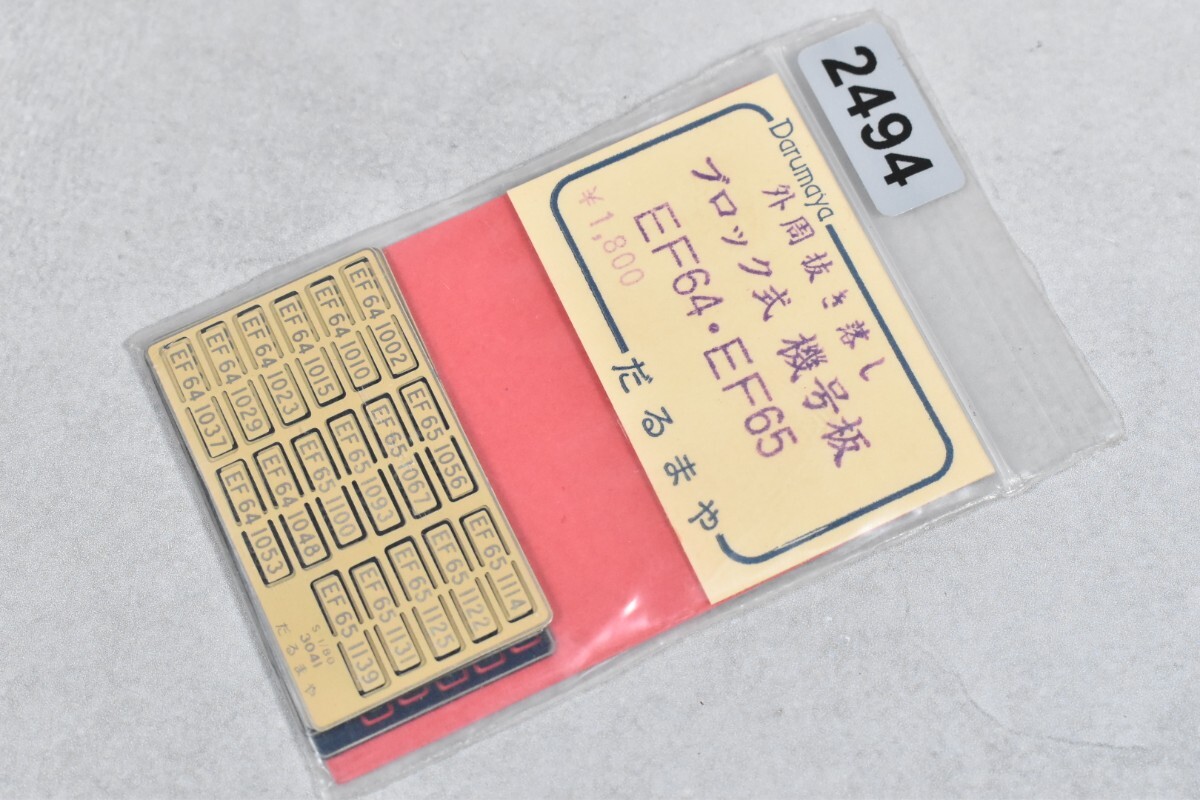 2494
Darumaya
外周抜き落し
ブロック式 機号板
EF64・EF65
¥1,800
だるまや
EF64 1002
EF64 1010
EF64 1015
EF64 1023
EF64 1029
EF64 1037
EF65 1056
EF65 1067
EF65 1093
EF65 1100
EF64 1048
EF64 1053
EF65 1114
EF65 1122
EF65 1125
EF65 1131
EF65 1139
S 1/80
3041
だるまや